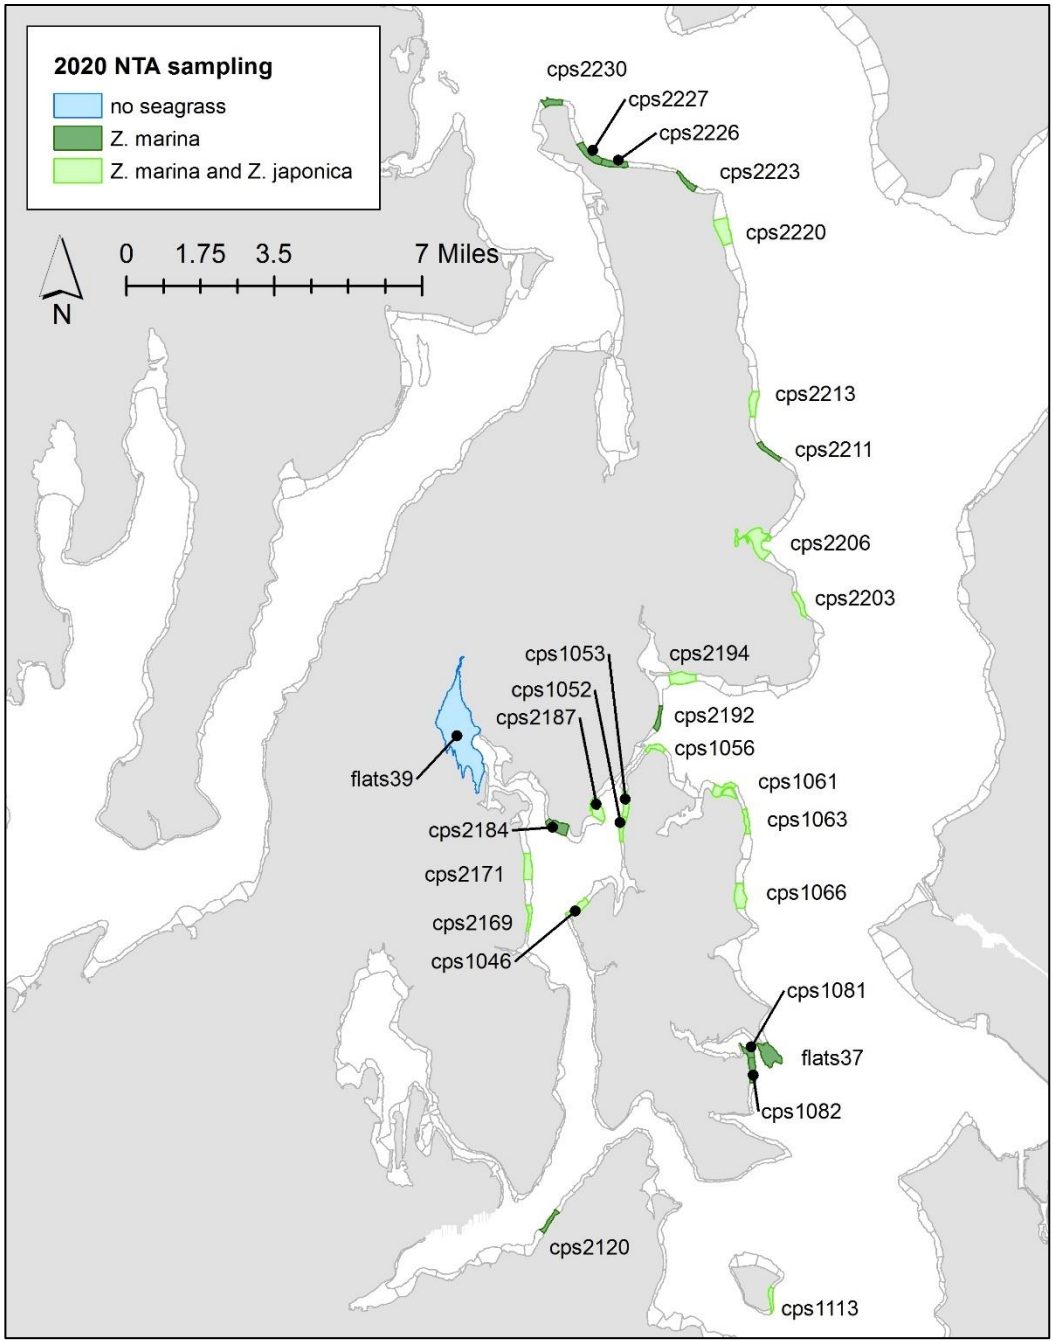 2020 NTA sampling
no seagrass
Z. marina
Z. marina and Z. japonica
0 1.75 3.5 7 Miles
N
cps2230
cps2227
cps2226
cps2223
cps2220
cps2213
cps2211
cps2206
cps2203
cps1053
cps2194
cps1052
cps2187
cps2192
cps1056
flats39
cps1061
cps1063
cps2184
cps2171
cps1066
cps2169
cps1046
cps1081
flats37
cps1082
cps2120
cps1113